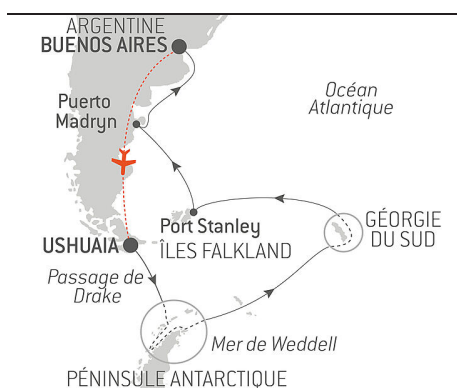 ARGENTINE
BUENOS AIRES
Océan
Atlantique
Puerto
Madryn
Port Stanley
ÎLES FALKLAND
GÉORGIE
DU SUD
USHUAIA
Passage de
Drake
Mer de Weddell
PÉNINSULE ANTARCTIQUE